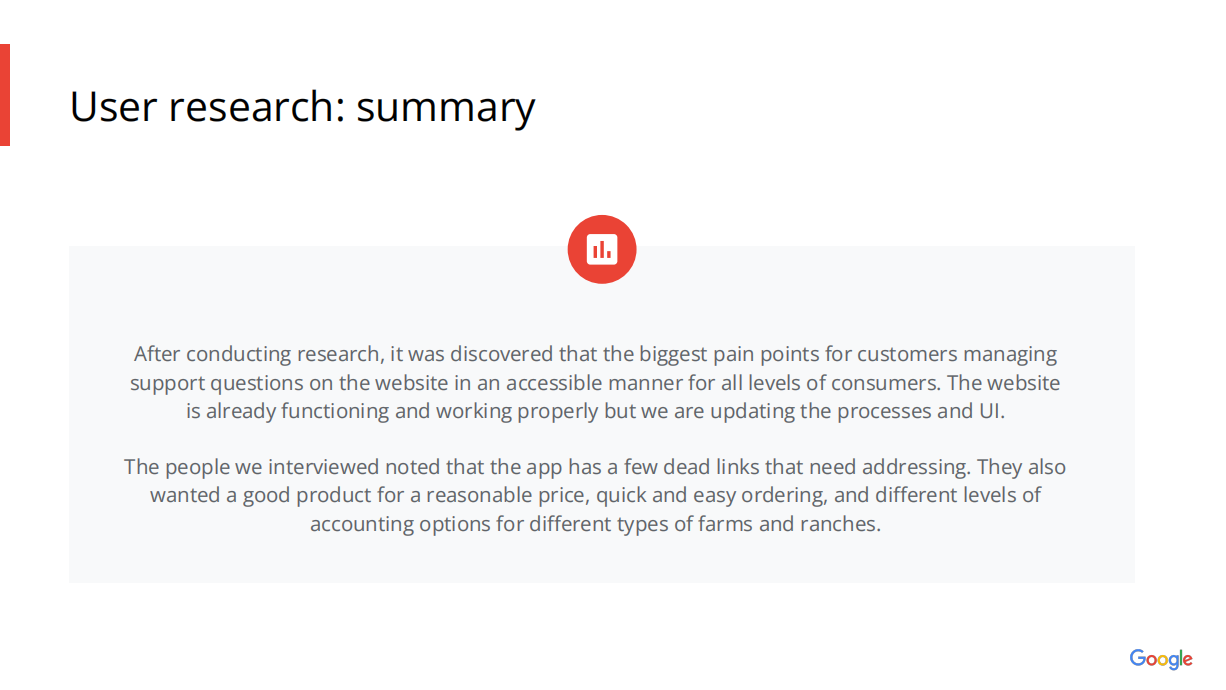 User research: summary
After conducting research, it was discovered that the biggest pain points for customers managing
support questions on the website in an accessible manner for all levels of consumers. The website
is already functioning and working properly but we are updating the processes and UI.
The people we interviewed noted that the app has a few dead links that need addressing. They also
wanted a good product for a reasonable price, quick and easy ordering, and different levels of
accounting options for different types of farms and ranches.
Google